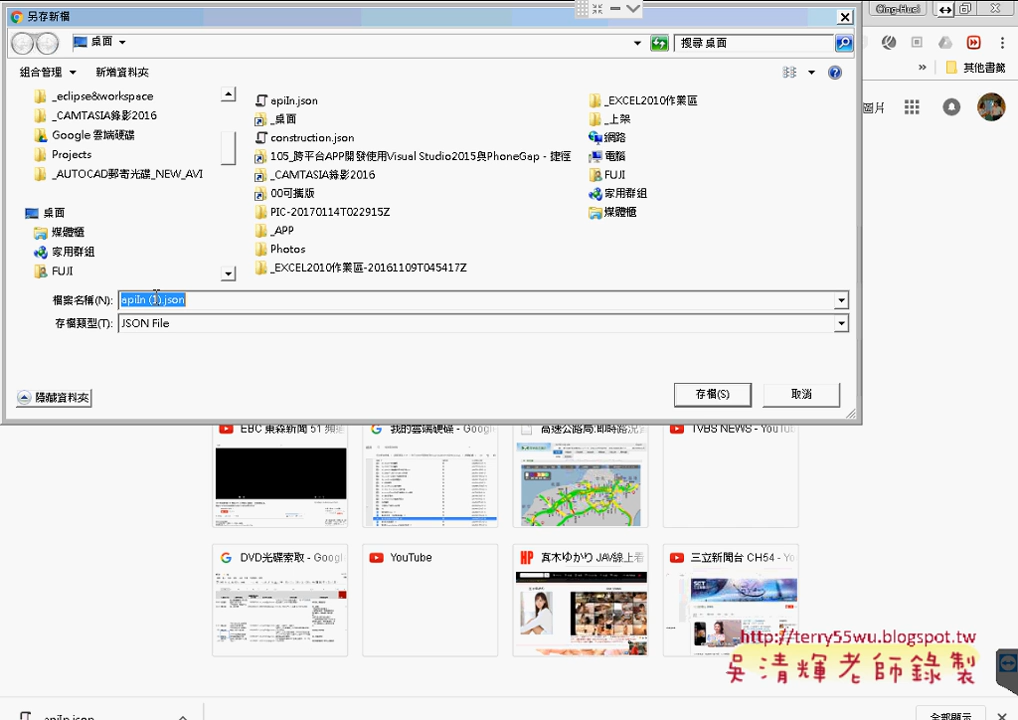 另存新檔
Qing-Huei
桌面
搜尋 桌面
組合管理
新增資料夾
»
其他書籤
圖片
_eclipse&workspace
_CAMTASIA錄影2016
Google 雲端硬碟
Projects
_AUTOCAD郵寄光碟_NEW_AVI
桌面
媒體櫃
家用群組
FUJI
apiIn.json
_桌面
construction.json
105_跨平台APP開發使用Visual Studio2015與PhoneGap - 捷徑
_CAMTASIA錄影2016
00可攜版
PIC-20170114T022915Z
_APP
Photos
_EXCEL2010作業區-20161109T045417Z
_EXCEL2010作業區
_上架
網路
電腦
FUJI
家用群組
媒體櫃
檔案名稱(N):
apiIn (1).json
存檔類型(T):
JSON File
隱藏資料夾
存檔(S)
取消
EBC 東森新聞 51 頻道
我的雲端硬碟 - Googl
高速公路局:即時路況
TVBS NEWS - YouTu
DVD光碟索取 - Googl
YouTube
真木ゆかり JAV線上看
三立新聞台 CH54 - Yo
http://terry55wu.blogspot.tw
吳清輝老師錄製
apiIn.json
全部顯示